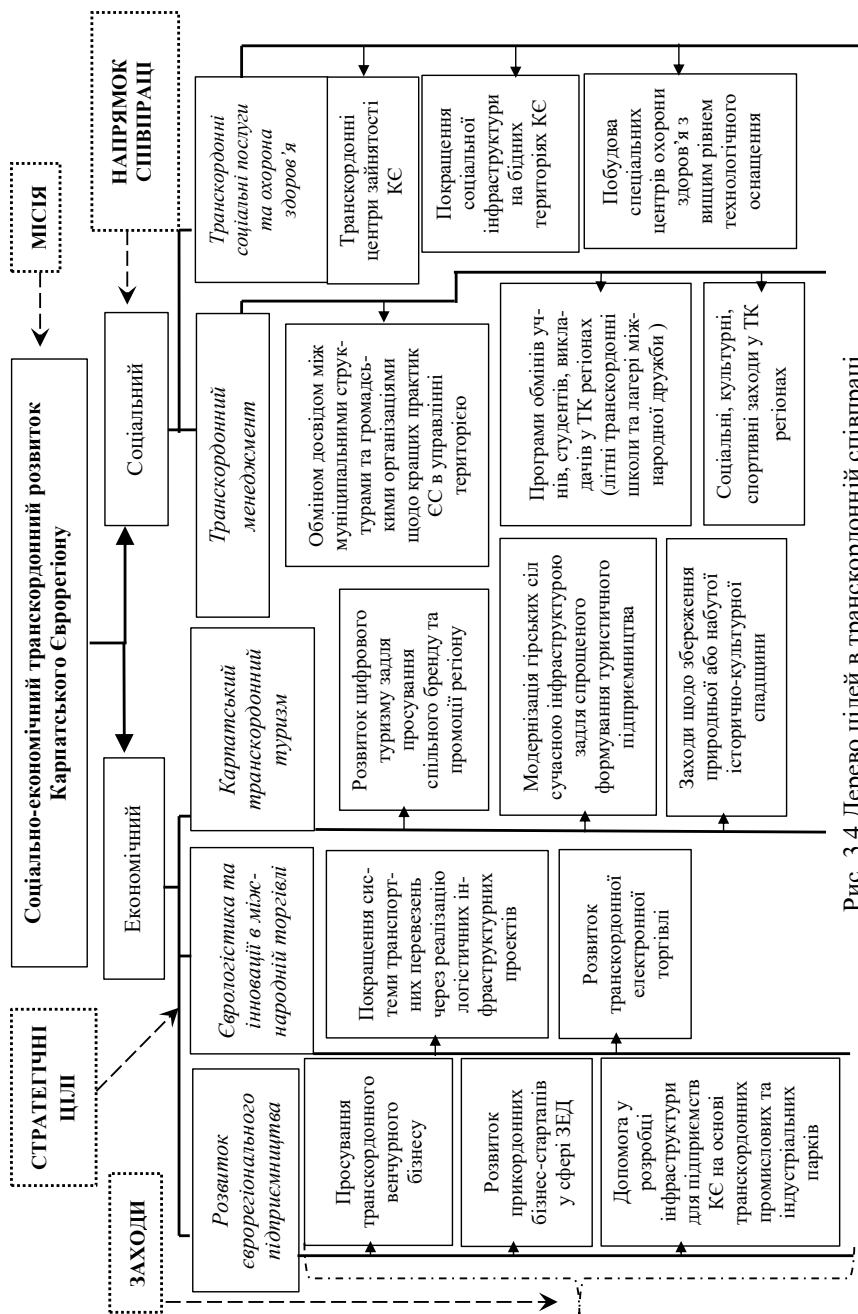 МІСІЯ
Соціально-економічний транскордонний розвиток
Карпатського Єврорегіону
НАПРЯМОК
СПІВПРАЦІ
СТРАТЕГІЧНІ
ЦІЛІ
Економічний
Соціальний
ЗАХОДИ
Розвиток
єврорегіонального
підприємництва
Єврологістика та
інновації в між-
народній торгівлі
Карпатський
транскордонний
туризм
Транскордонний
менеджмент
Транскордонні
соціальні послуги
та охорона
здоров’я
Просування
транскордонного
венчурного
бізнесу
Розвиток
прикордонних
бізнес-стартапів
у сфері ЗЕД
Допомога у
розробці
інфраструктури
для підприємств
КЄ на основі
транскордонних
промислових та
індустріальних
парків
Покращення сис-
теми транспорт-
них перевезень
через реалізацію
логістичних ін-
фраструктурних
проектів
Розвиток
транскордонної
електронної
торгівлі
Розвиток цифрового
туризму задля
просування
спільного бренду та
промоції регіону
Модернізація гірських сіл
сучасною інфраструктурою
задля спрощеного
формування туристичного
підприємництва
Заходи щодо збереження
природньої або набутої
історично-культурної
спадщини
Обміном досвідом між
муніципальними струк-
турами та громадсь-
кими організаціями
щодо кращих практик
ЄС в управлінні
територією
Програми обмінів уч-
нів, студентів, викла-
дачів у ТК регіонах
( літні транскордонні
школи та лагері між-
народної дружби )
Соціальні, культурні,
спортивні заходи у ТК
регіонах
Транскордонні
центри зайнятості
КЄ
Покращення
соціальної
інфраструктури
на бідних
територіях КЄ
Побудова
спеціальних
центрів охорони
здоров’я з
вищим рівнем
технологічного
оснащення
Рис. 3.4 Дерево цілей в транскордонній співпраці